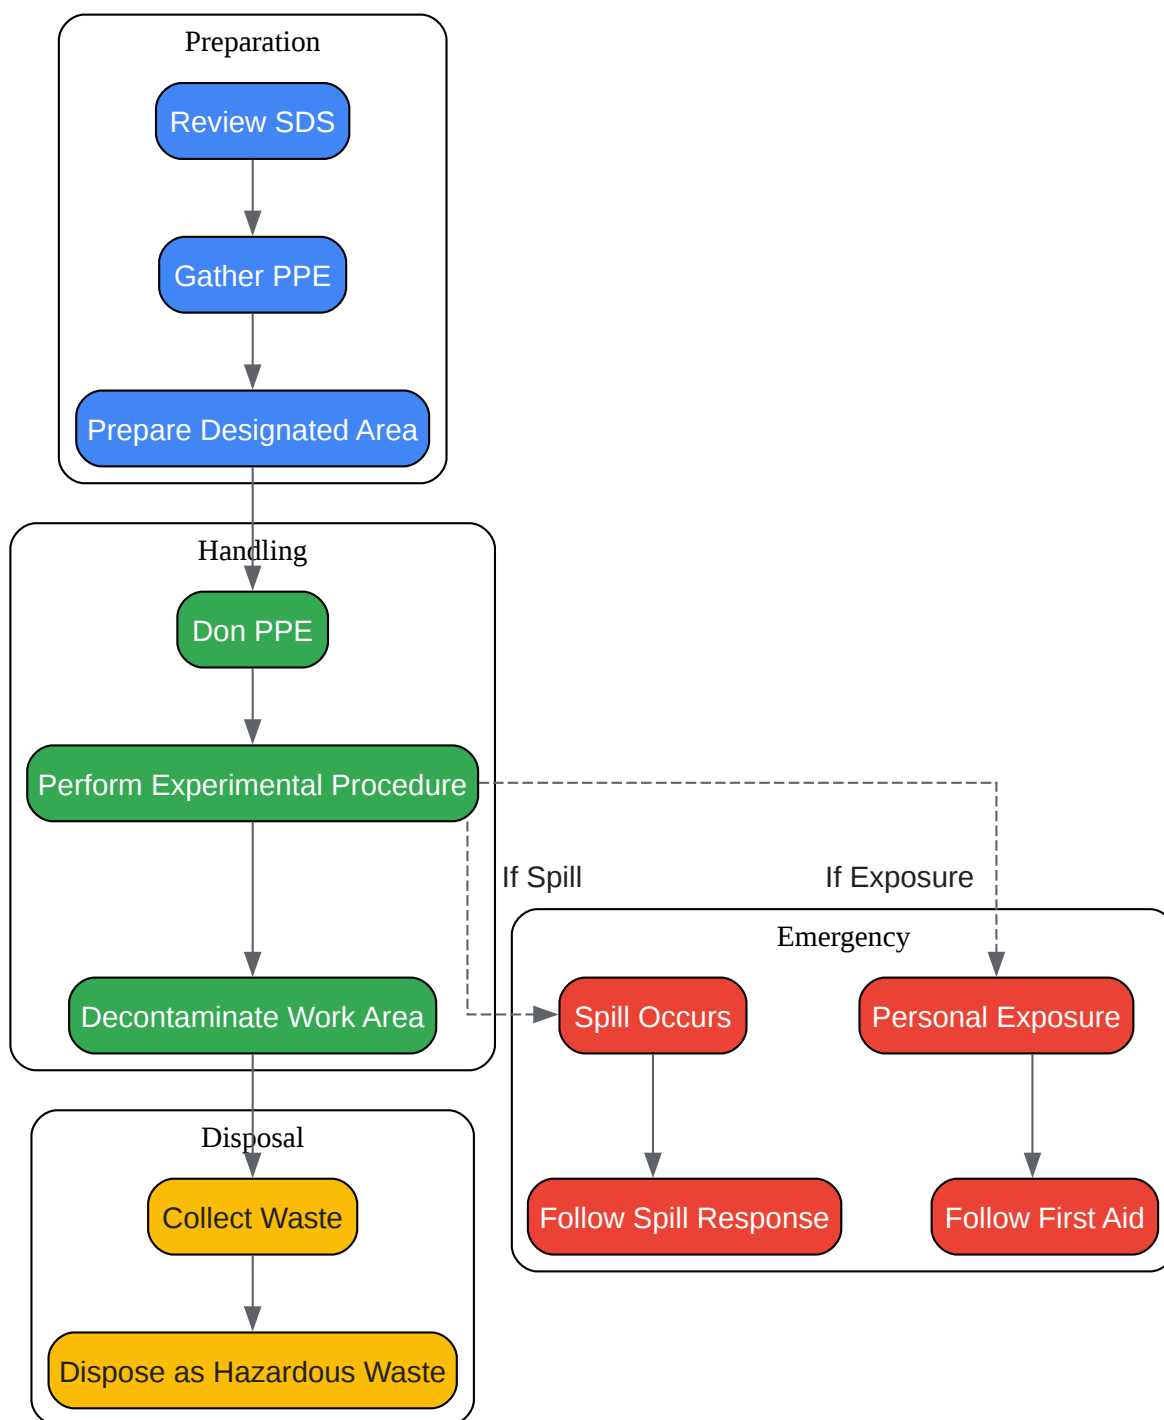 Preparation
Review SDS
Gather PPE
Prepare Designated Area
Handling
Don PPE
Perform Experimental Procedure
If Spill
If Exposure
Emergency
Decontaminate Work Area
Spill Occurs
Personal Exposure
Disposal
Collect Waste
Follow Spill Response
Follow First Aid
Dispose as Hazardous Waste